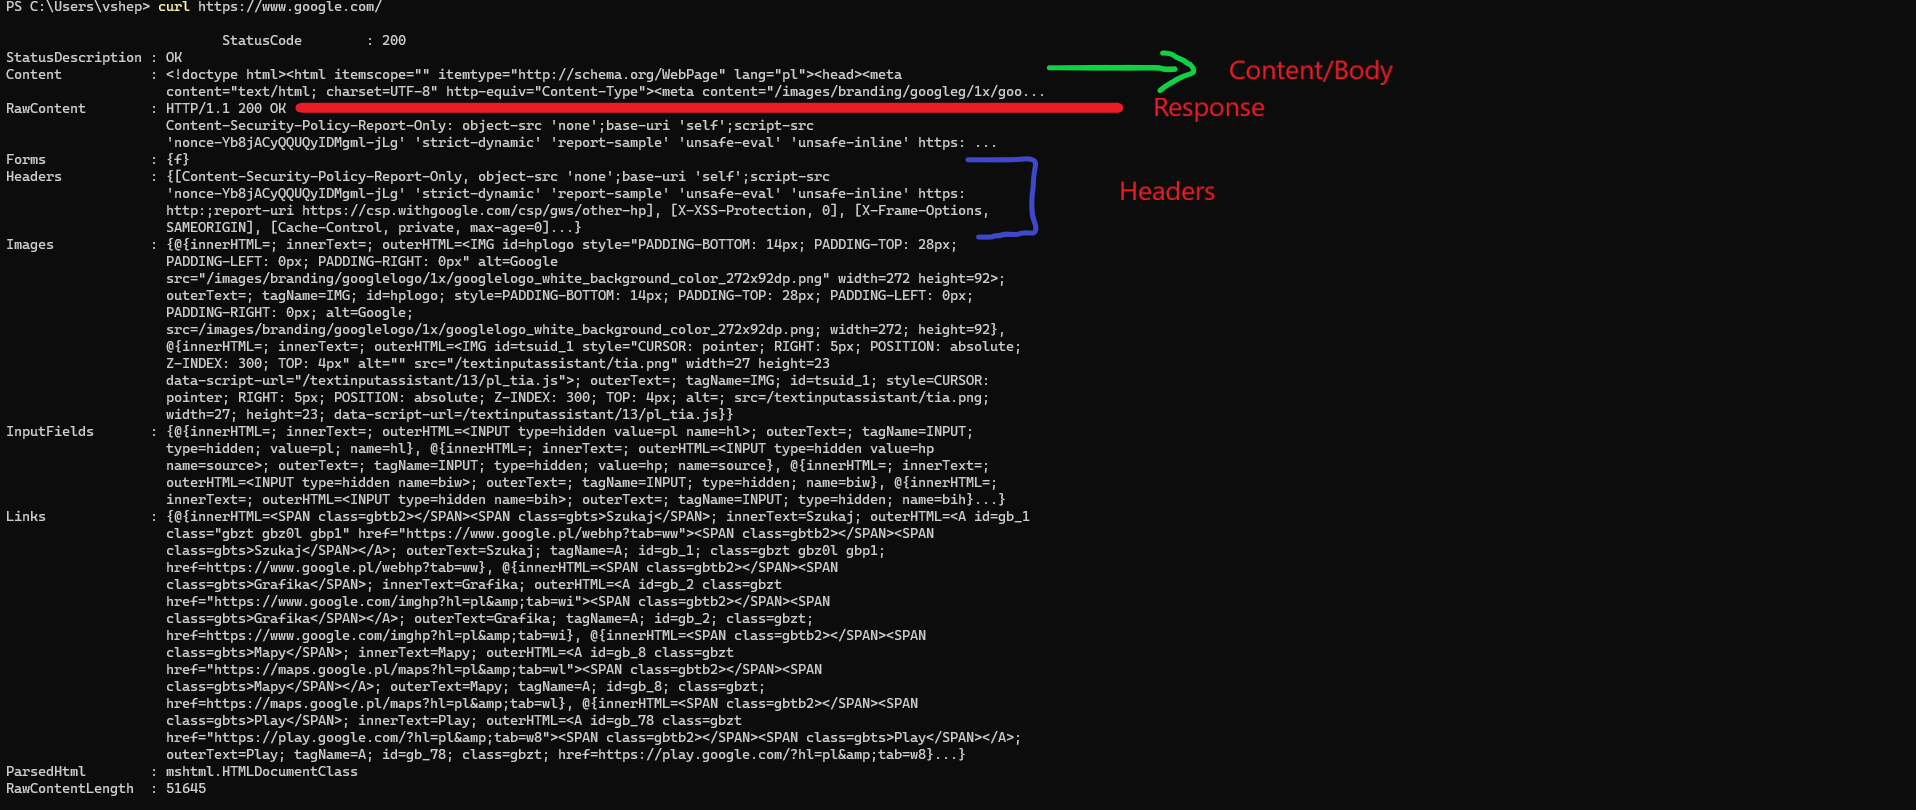 PS C:\Users\vshep> curl https://www.google.com/
StatusCode        : 200
StatusDescription : OK
Content           : <!doctype html><html itemscope="" itemtype="http://schema.org/WebPage" lang="pl"><head><meta
content="text/html; charset=UTF-8" http-equiv="Content-Type"><meta content="/images/branding/googleg/1x/goo...
Content/Body
RawContent        : HTTP/1.1 200 OK
Response
Content-Security-Policy-Report-Only: object-src 'none';base-uri 'self';script-src
'nonce-Yb8jACyQQUQyIDMgml-jLg' 'strict-dynamic' 'report-sample' 'unsafe-eval' 'unsafe-inline' https: ...
Forms             : {f}
Headers           : {[Content-Security-Policy-Report-Only, object-src 'none';base-uri 'self';script-src
'nonce-Yb8jACyQQUQyIDMgml-jLg' 'strict-dynamic' 'report-sample' 'unsafe-eval' 'unsafe-inline' https:
Headers
http:;report-uri https://csp.withgoogle.com/csp/gws/other-hp], [X-XSS-Protection, 0], [X-Frame-Options,
SAMEORIGIN], [Cache-Control, private, max-age=0]...}
Images            : {@{innerHTML=; innerText=; outerHTML=<IMG id=hplogo style="PADDING-BOTTOM: 14px; PADDING-TOP: 28px;
PADDING-LEFT: 0px; PADDING-RIGHT: 0px" alt=Google
src="/images/branding/googlelogo/1x/googlelogo_white_background_color_272x92dp.png" width=272 height=92>;
outerText=; tagName=IMG; id=hplogo; style=PADDING-BOTTOM: 14px; PADDING-TOP: 28px; PADDING-LEFT: 0px;
PADDING-RIGHT: 0px; alt=Google;
src=/images/branding/googlelogo/1x/googlelogo_white_background_color_272x92dp.png; width=272; height=92},
@{innerHTML=; innerText=; outerHTML=<IMG id=tsuid_1 style="CURSOR: pointer; RIGHT: 5px; POSITION: absolute;
Z-INDEX: 300; TOP: 4px" alt="" src="/textinputassistant/tia.png" width=27 height=23
data-script-url="/textinputassistant/13/pl_tia.js">; outerText=; tagName=IMG; id=tsuid_1; style=CURSOR:
pointer; RIGHT: 5px; POSITION: absolute; Z-INDEX: 300; TOP: 4px; alt=; src=/textinputassistant/tia.png;
width=27; height=23; data-script-url=/textinputassistant/13/pl_tia.js}}
InputFields       : {@{innerHTML=; innerText=; outerHTML=<INPUT type=hidden value=pl name=hl>; outerText=; tagName=INPUT;
type=hidden; value=pl; name=hl}, @{innerHTML=; innerText=; outerHTML=<INPUT type=hidden value=hp
name=source>; outerText=; tagName=INPUT; type=hidden; value=hp; name=source}, @{innerHTML=; innerText=;
outerHTML=<INPUT type=hidden name=biw>; outerText=; tagName=INPUT; type=hidden; name=biw}, @{innerHTML=;
innerText=; outerHTML=<INPUT type=hidden name=bih>; outerText=; tagName=INPUT; type=hidden; name=bih}...}
Links             : {@{innerHTML=<SPAN class=gbtb2></SPAN><SPAN class=gbts>Szukaj</SPAN>; innerText=Szukaj; outerHTML=<A id=gb_1
class="gbzt gbz0l gbp1" href="https://www.google.pl/webhp?tab=ww"><SPAN class=gbtb2></SPAN><SPAN
class=gbts>Szukaj</SPAN></A>; outerText=Szukaj; tagName=A; id=gb_1; class=gbzt gbz0l gbp1;
href=https://www.google.pl/webhp?tab=ww}, @{innerHTML=<SPAN class=gbtb2></SPAN><SPAN
class=gbts>Grafika</SPAN>; innerText=Grafika; outerHTML=<A id=gb_2 class=gbzt
href="https://www.google.com/imghp?hl=pl&amp;tab=wi"><SPAN class=gbtb2></SPAN><SPAN
class=gbts>Grafika</SPAN></A>; outerText=Grafika; tagName=A; id=gb_2; class=gbzt;
href=https://www.google.com/imghp?hl=pl&amp;tab=wi}, @{innerHTML=<SPAN class=gbtb2></SPAN><SPAN
class=gbts>Mapy</SPAN>; innerText=Mapy; outerHTML=<A id=gb_8 class=gbzt
href="https://maps.google.pl/maps?hl=pl&amp;tab=wl"><SPAN class=gbtb2></SPAN><SPAN
class=gbts>Mapy</SPAN></A>; outerText=Mapy; tagName=A; id=gb_8; class=gbzt;
href=https://maps.google.pl/maps?hl=pl&amp;tab=wl}, @{innerHTML=<SPAN class=gbtb2></SPAN><SPAN
class=gbts>Play</SPAN>; innerText=Play; outerHTML=<A id=gb_78 class=gbzt
href="https://play.google.com/?hl=pl&amp;tab=w8"><SPAN class=gbtb2></SPAN><SPAN class=gbts>Play</SPAN></A>;
outerText=Play; tagName=A; id=gb_78; class=gbzt; href=https://play.google.com/?hl=pl&amp;tab=w8}...}
ParsedHtml        : mshtml.HTMLDocumentClass
RawContentLength  : 51645